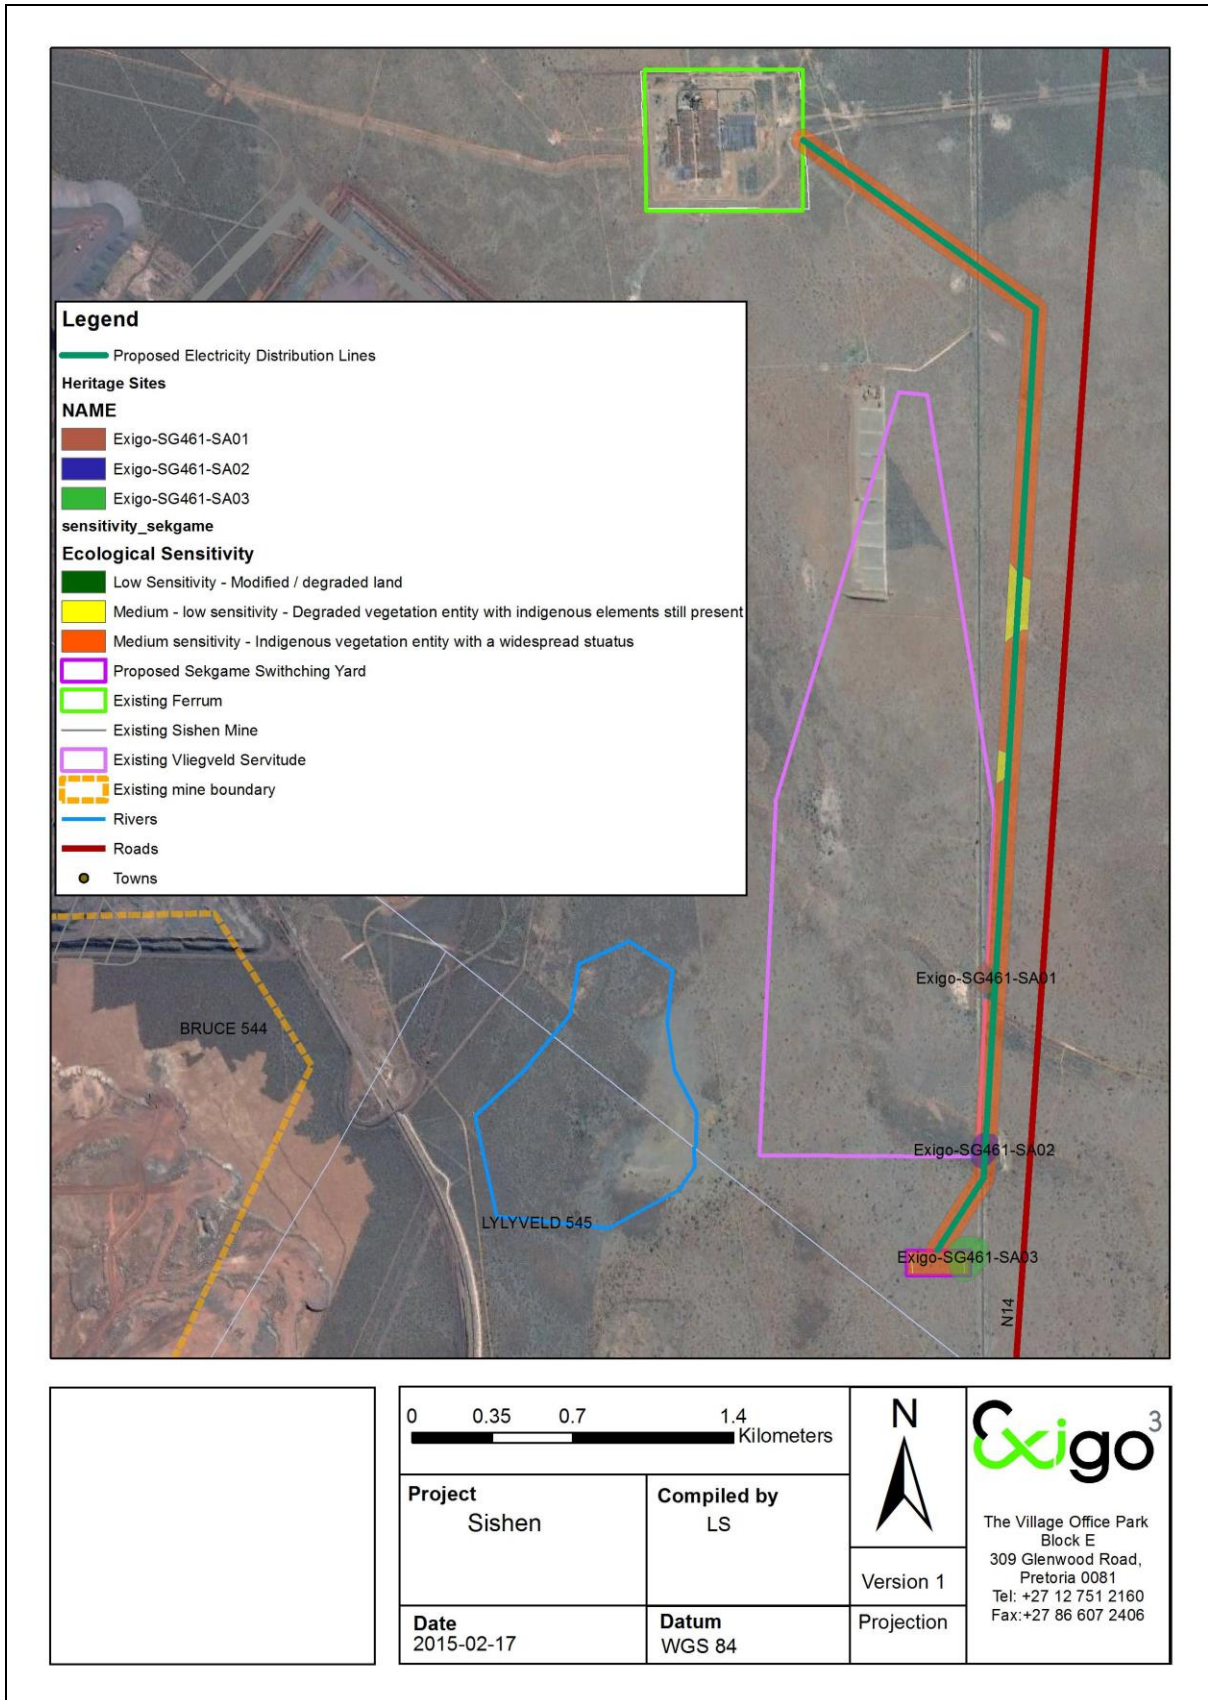 Legend
Proposed Electricity Distribution Lines
Heritage Sites
NAME
Exigo-SG461-SA01
Exigo-SG461-SA02
Exigo-SG461-SA03
sensitivity_sekgame
Ecological Sensitivity
Low Sensitivity - Modified / degraded land
Medium - low sensitivity - Degraded vegetation entity with indigenous elements still present
Medium sensitivity - Indigenous vegetation entity with a widespread stuatus
Proposed Sekgame Swithching Yard
Existing Ferrum
Existing Sishen Mine
Existing Vliegveld Servitude
Existing mine boundary
Rivers
Roads
Towns
Exigo-SG461-SA01
BRUCE 544
Exigo-SG461-SA02
LYLYVELD 545
Exigo-SG461-SA03
N14
0 0.35 0.7 1.4
Kilometers
Project
Sishen
Compiled by
LS
Date
2015-02-17
Datum
WGS 84
N
Version 1
Projection
Exigo3
The Village Office Park
Block E
309 Glenwood Road,
Pretoria 0081
Tel: +27 12 751 2160
Fax:+27 86 607 2406